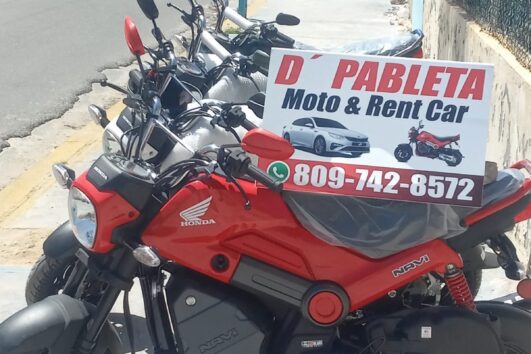 D´ PABLETA
Moto & Rent Car
809-742-8572
HONDA
NAVI
NAVI